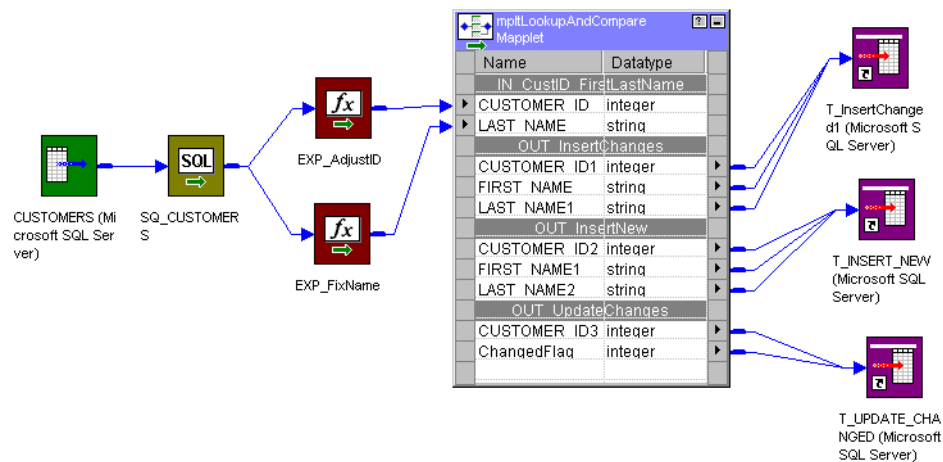 CUSTOMERS (Mi
crosoft SQL Ser
ver)
SQL
SQ_CUSTOMER
S
fx
EXP_AdjustID
fx
EXP_FixName
mpltLookupAndCompare
Mapplet
Name Datatype
IN_CustID_FirstLastName
CUSTOMER_ID integer
LAST_NAME string
OUT_InsertChanges
CUSTOMER_ID1 integer
FIRST_NAME string
LAST_NAME1 string
OUT_InsertNew
CUSTOMER_ID2 integer
FIRST_NAME1 string
LAST_NAME2 string
OUT_UpdateChanges
CUSTOMER_ID3 integer
ChangedFlag integer
T_InsertChange
d1 (Microsoft S
QL Server)
T_INSERT_NEW
(Microsoft SQL
Server)
T_UPDATE_CHA
NGED (Microsoft
SQL Server)